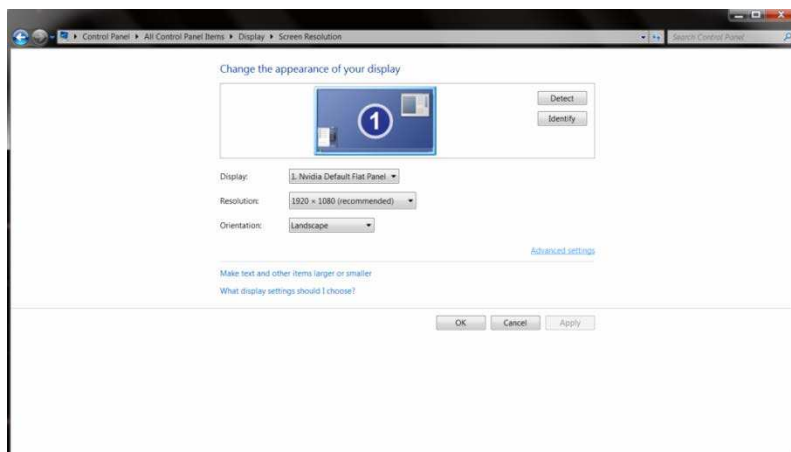 Control Panel ▸ All Control Panel Items ▸ Display ▸ Screen Resolution
Search Control Panel
Change the appearance of your display
1
Detect
Identify
Display: 1. Nvidia Default Flat Panel
Resolution: 1920 × 1080 (recommended)
Orientation: Landscape
Advanced settings
Make text and other items larger or smaller
What display settings should I choose?
OK Cancel Apply